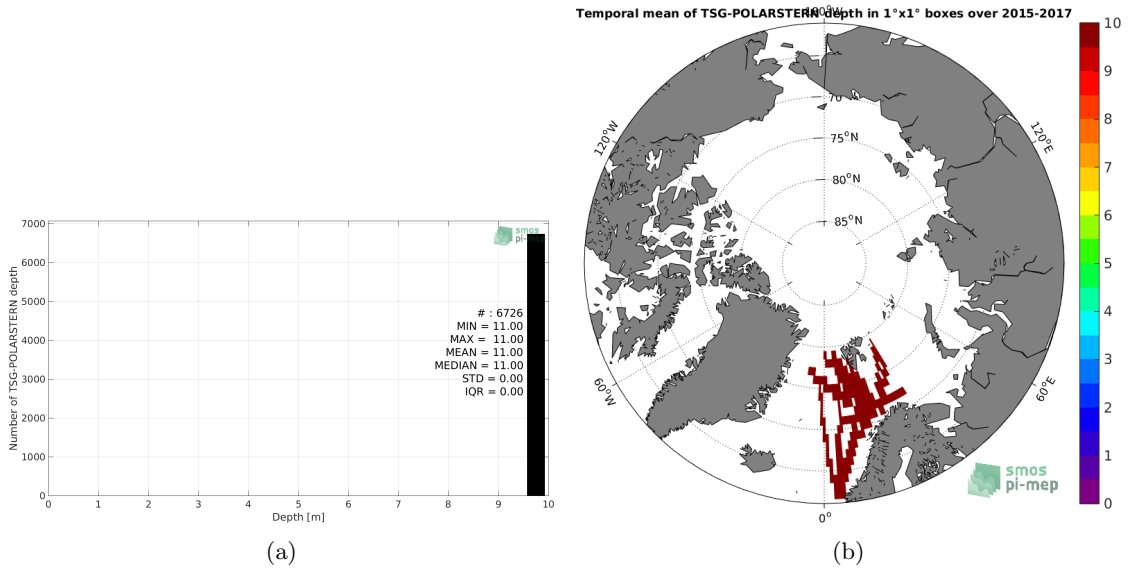 7000
6000
5000
4000
3000
2000
1000
0
Number of TSG-POLARSTERN depth
smos
pi-mep
# : 6726
MIN = 11.00
MAX = 11.00
MEAN = 11.00
MEDIAN = 11.00
STD = 0.00
IQR = 0.00
0 1 2 3 4 5 6 7 8 9 10
Depth [m]
(a)
Temporal mean of TSG-POLARSTERN depth in 1°x1° boxes over 2015-2017
180°W
120°W
120°E
70
75°N
80°N
85°N
60°W
60°E
0°
smos
pi-mep
10
9
8
7
6
5
4
3
2
1
0
(b)